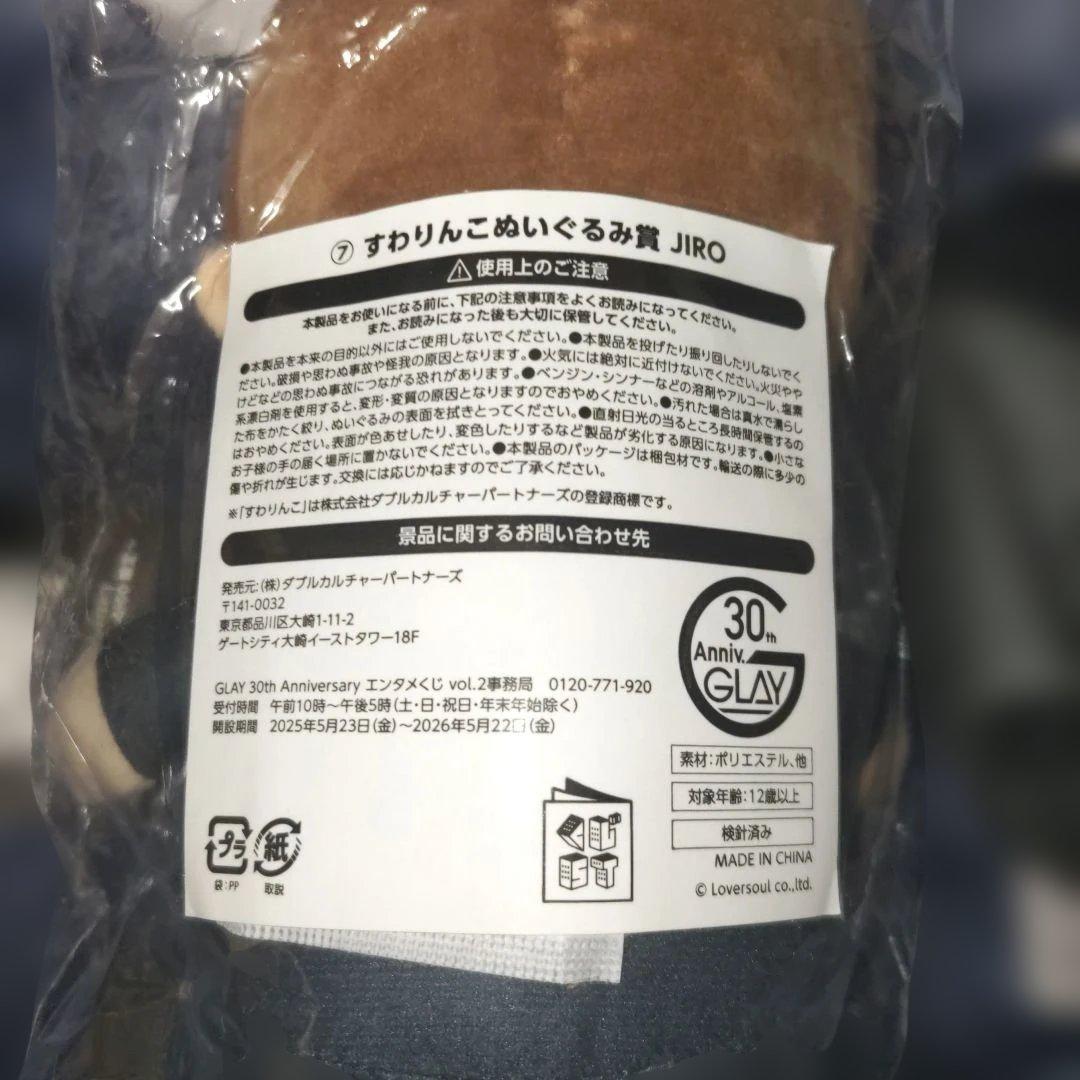 ⑦ すわりんこぬいぐるみ賞 JIRO
⚠ 使用上のご注意
本製品をお使いになる前に、下記の注意事項をよくお読みになってください。
また、お読みになった後も大切に保管してください。
●本製品を本来の目的以外にはご使用しないでください。●本製品を投げたり振り回したりしないでく
ださい。破損や思わぬ事故や怪我の原因となります。●火気には絶対に近付けないでください。火災やや
けどなどの思わぬ事故につながる恐れがあります。●ベンジン・シンナーなどの溶剤やアルコール、塩素
系漂白剤を使用すると、変形・変質の原因となりますのでおやめください。●汚れた場合は真水で濡らし
た布をかたく絞り、ぬいぐるみの表面を拭きとってください。●直射日光の当るところ長時間保管するの
はおやめください。表面が色あせしたり、変色したりするなど製品が劣化する原因になります。●小さな
お子様の手の届く場所に置かないでください。●本製品のパッケージは梱包材です。輸送の際に多少の
傷や折れが生じます。交換には応じかねますのでご了承ください。
※「すわりんこ」は株式会社ダブルカルチャーパートナーズの登録商標です。
景品に関するお問い合わせ先
発売元:(株)ダブルカルチャーパートナーズ
〒141-0032
東京都品川区大崎1-11-2
ゲートシティ大崎イーストタワー18F
GLAY 30th Anniversary エンタメくじ vol.2事務局 0120-771-920
受付時間 午前10時～午後5時(土・日・祝日・年末年始除く)
開設期間 2025年5月23日(金)～2026年5月22日(金)
30th
Anniv.
GLAY
素材:ポリエステル、他
対象年齢:12歳以上
検針済み
MADE IN CHINA
© Loversoul co.,ltd.
プラ
袋:PP
紙
取説